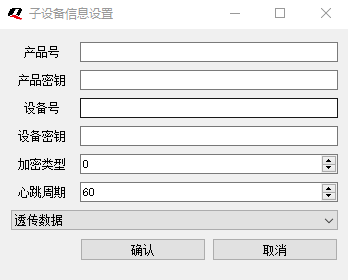 子设备信息设置
产品号
产品密钥
设备号
设备密钥
加密类型 0
心跳周期 60
透传数据
确认 取消